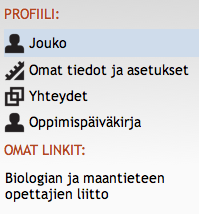 PROFIILI:
Jouko
Omat tiedot ja asetukset
Yhteydet
Oppimispäiväkirja
OMAT LINKIT:
Biologian ja maantieteen
opettajien liitto